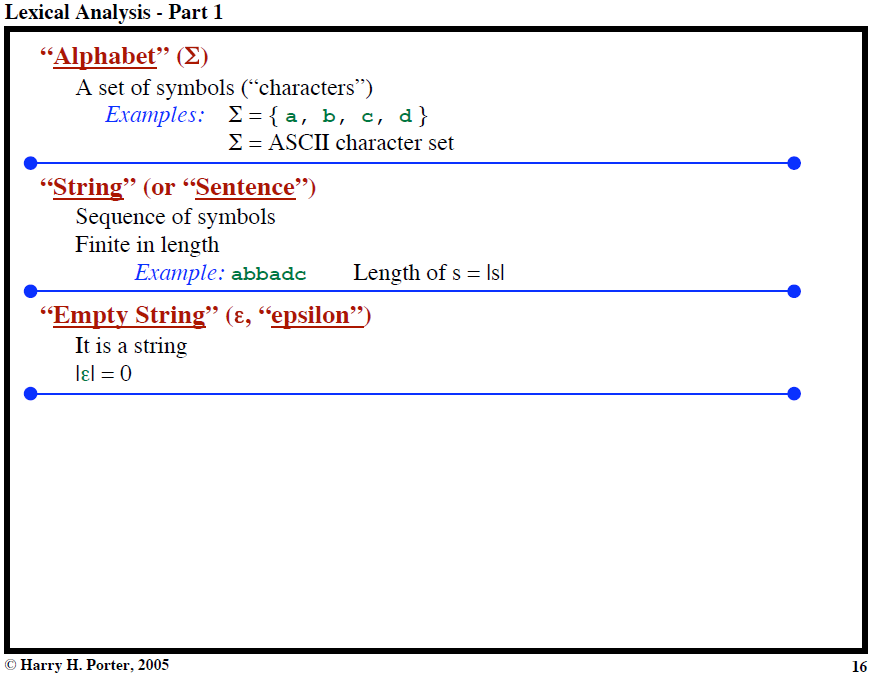 Lexical Analysis - Part 1
“Alphabet” (Σ)
A set of symbols (“characters”)
Examples: Σ = { a, b, c, d }
Σ = ASCII character set
“String” (or “Sentence”)
Sequence of symbols
Finite in length
Example: abbadc Length of s = |s|
“Empty String” (ε, “epsilon”)
It is a string
|ε| = 0
© Harry H. Porter, 2005
16